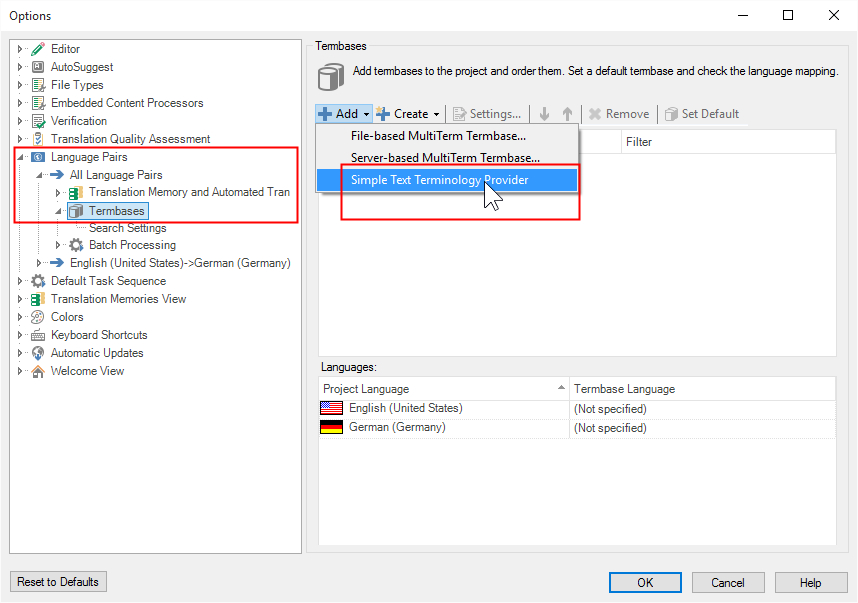 Options
Editor
AutoSuggest
File Types
Embedded Content Processors
Verification
Translation Quality Assessment
Language Pairs
All Language Pairs
Translation Memory and Automated Tran
Termbases
Search Settings
Batch Processing
English (United States)->German (Germany)
Default Task Sequence
Translation Memories View
Colors
Keyboard Shortcuts
Automatic Updates
Welcome View
Termbases
Add termbases to the project and order them. Set a default termbase and check the language mapping.
Add Create Settings... Remove Set Default
File-based MultiTerm Termbase...
Server-based MultiTerm Termbase...
Simple Text Terminology Provider
Filter
Languages:
Project Language Termbase Language
English (United States) (Not specified)
German (Germany) (Not specified)
Reset to Defaults OK Cancel Help